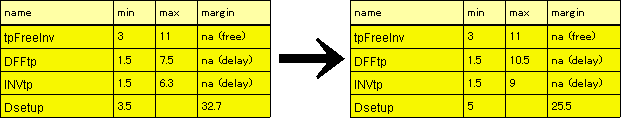 name min max margin
tpFreeInv 3 11 na (free)
DFFtp 1.5 7.5 na (delay)
INVtp 1.5 6.3 na (delay)
Dsetup 3.5 32.7
name min max margin
tpFreeInv 3 11 na (free)
DFFtp 1.5 10.5 na (delay)
INVtp 1.5 9 na (delay)
Dsetup 5 25.5